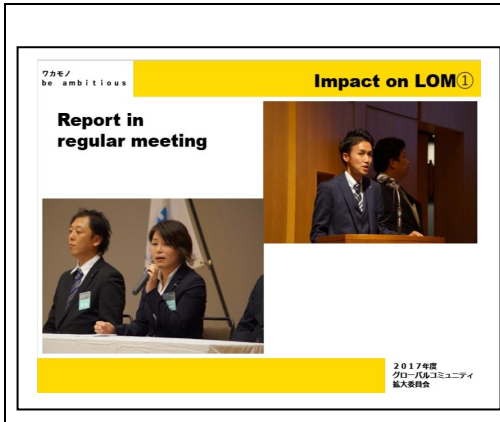 ワカモノ
be ambitious
Impact on LOM①
Report in
regular meeting
2017年度
グローバルコミュニティ
拡大委員会